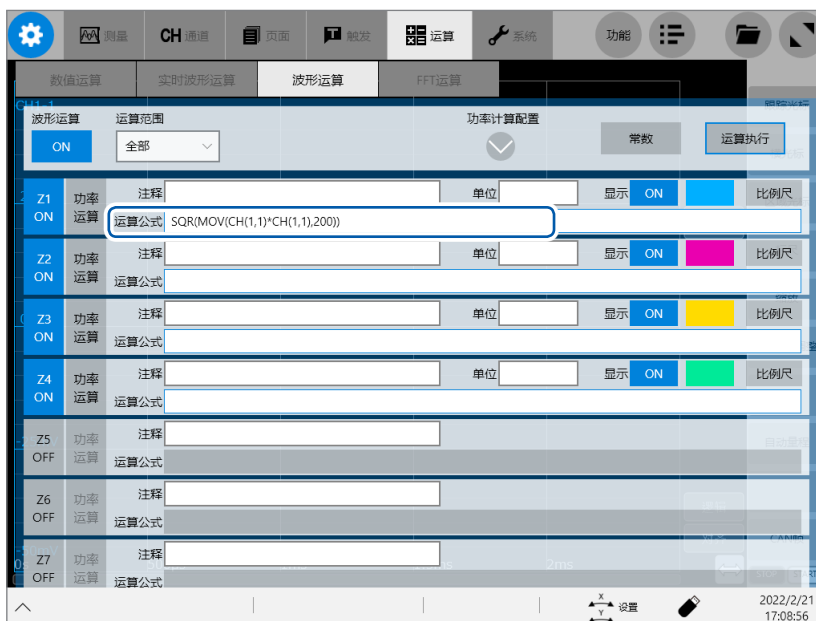 测量 CH 通道 页面 触发 运算 系统 功能
数值运算 实时波形运算 波形运算 FFT运算
CH1-1
波形运算 运算范围 功率计算配置
ON 全部 常数 运算执行
Z1 功率 注释 单位 显示 ON 比例尺
ON 运算 运算公式 SQR(MOV(CH(1,1)*CH(1,1),200))
Z2 功率 注释 单位 显示 ON 比例尺
ON 运算 运算公式
Z3 功率 注释 单位 显示 ON 比例尺
ON 运算 运算公式
Z4 功率 注释 单位 显示 ON 比例尺
ON 运算 运算公式
Z5 功率 注释
OFF 运算 运算公式
自动量程
Z6 功率 注释
OFF 运算 运算公式
Z7 功率 注释
OFF 运算 运算公式
2ms
X
Y 设置
2022/2/21
17:08:56